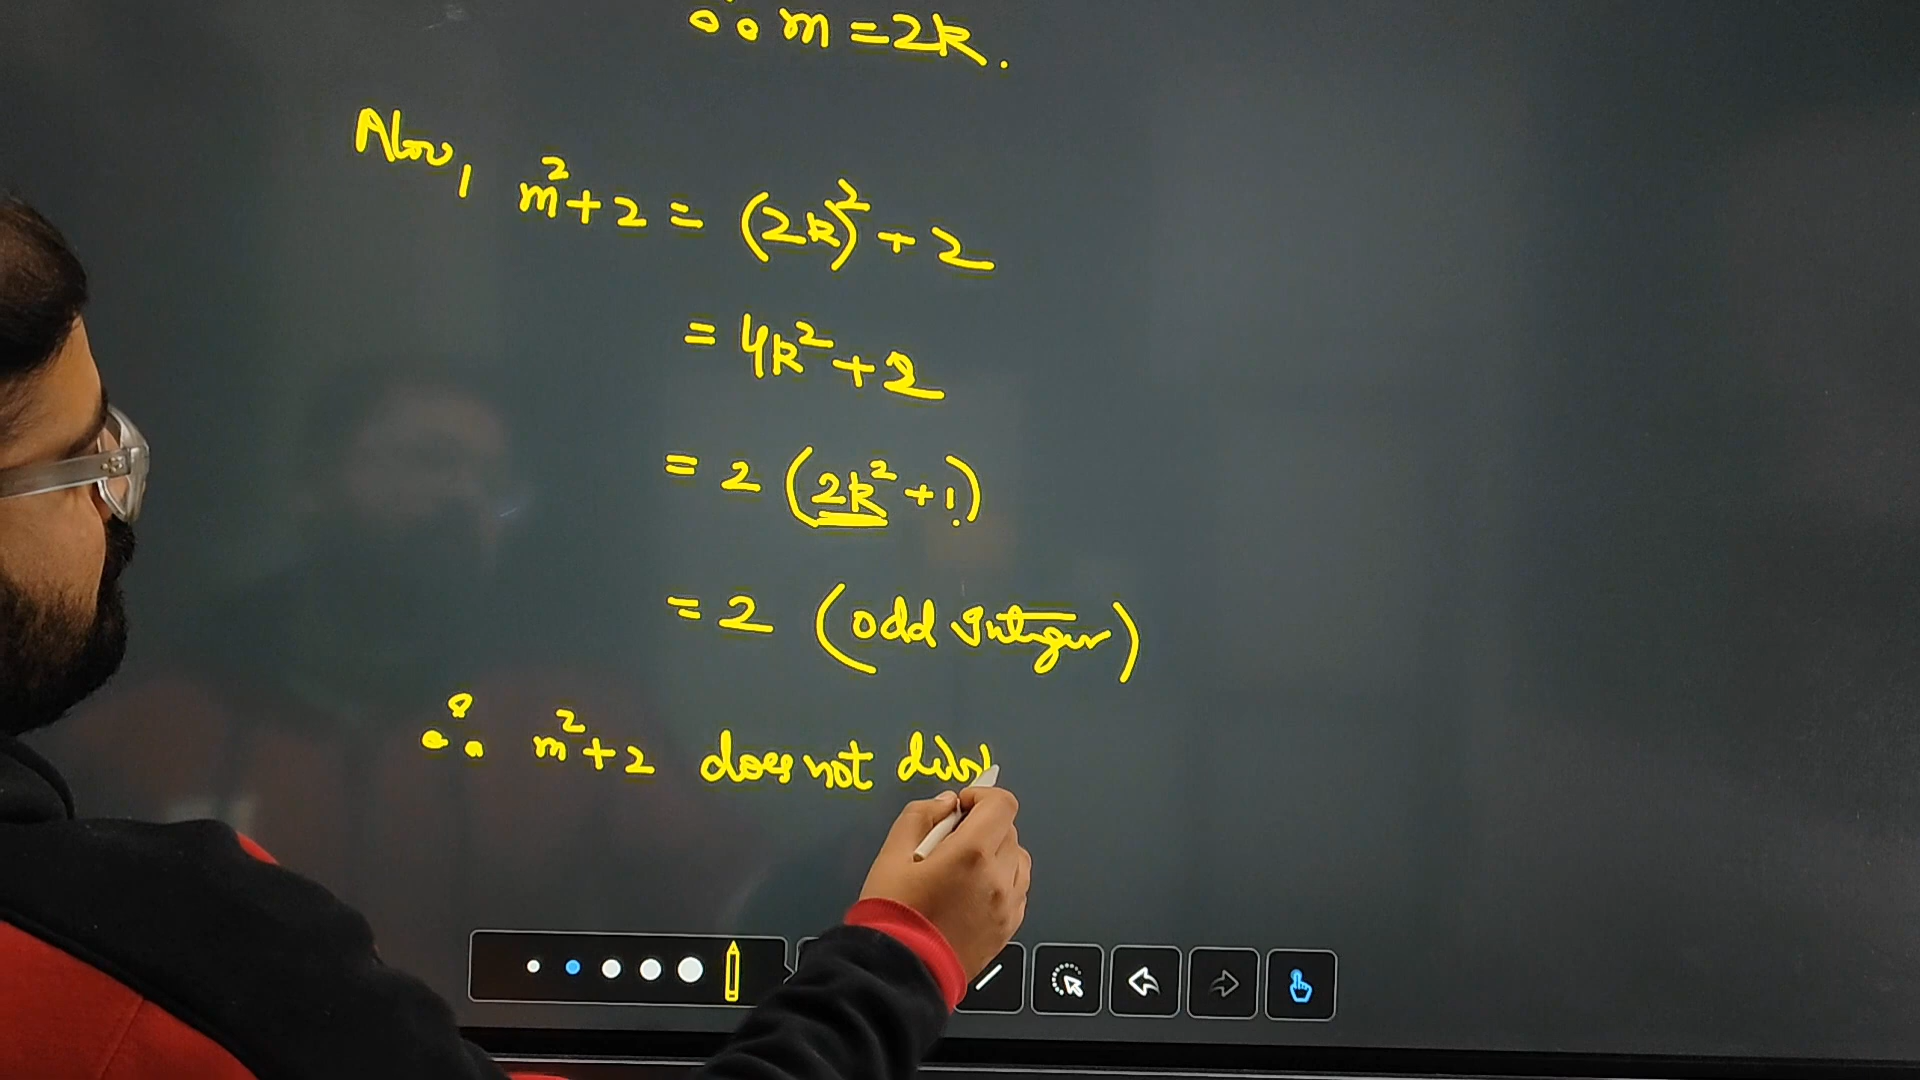 ∴ m = 2k.
Now, m²+2 = (2k)² + 2
= 4k² + 2
= 2 (2k² + 1)
= 2 (odd integer)
∴ m²+2 does not